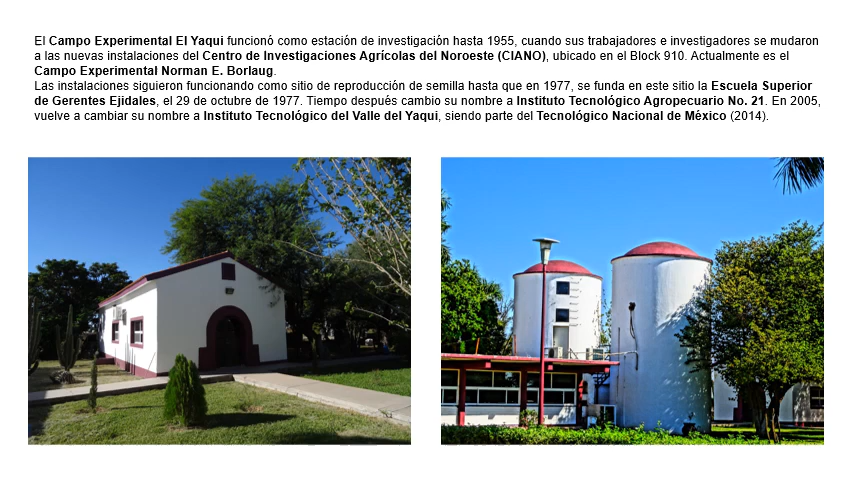 El Campo Experimental El Yaqui funcionó como estación de investigación hasta 1955, cuando sus trabajadores e investigadores se mudaron
a las nuevas instalaciones del Centro de Investigaciones Agrícolas del Noroeste (CIANO), ubicado en el Block 910. Actualmente es el
Campo Experimental Norman E. Borlaug.
Las instalaciones siguieron funcionando como sitio de reproducción de semilla hasta que en 1977, se funda en este sitio la Escuela Superior
de Gerentes Ejidales, el 29 de octubre de 1977. Tiempo después cambio su nombre a Instituto Tecnológico Agropecuario No. 21. En 2005,
vuelve a cambiar su nombre a Instituto Tecnológico del Valle del Yaqui, siendo parte del Tecnológico Nacional de México (2014).